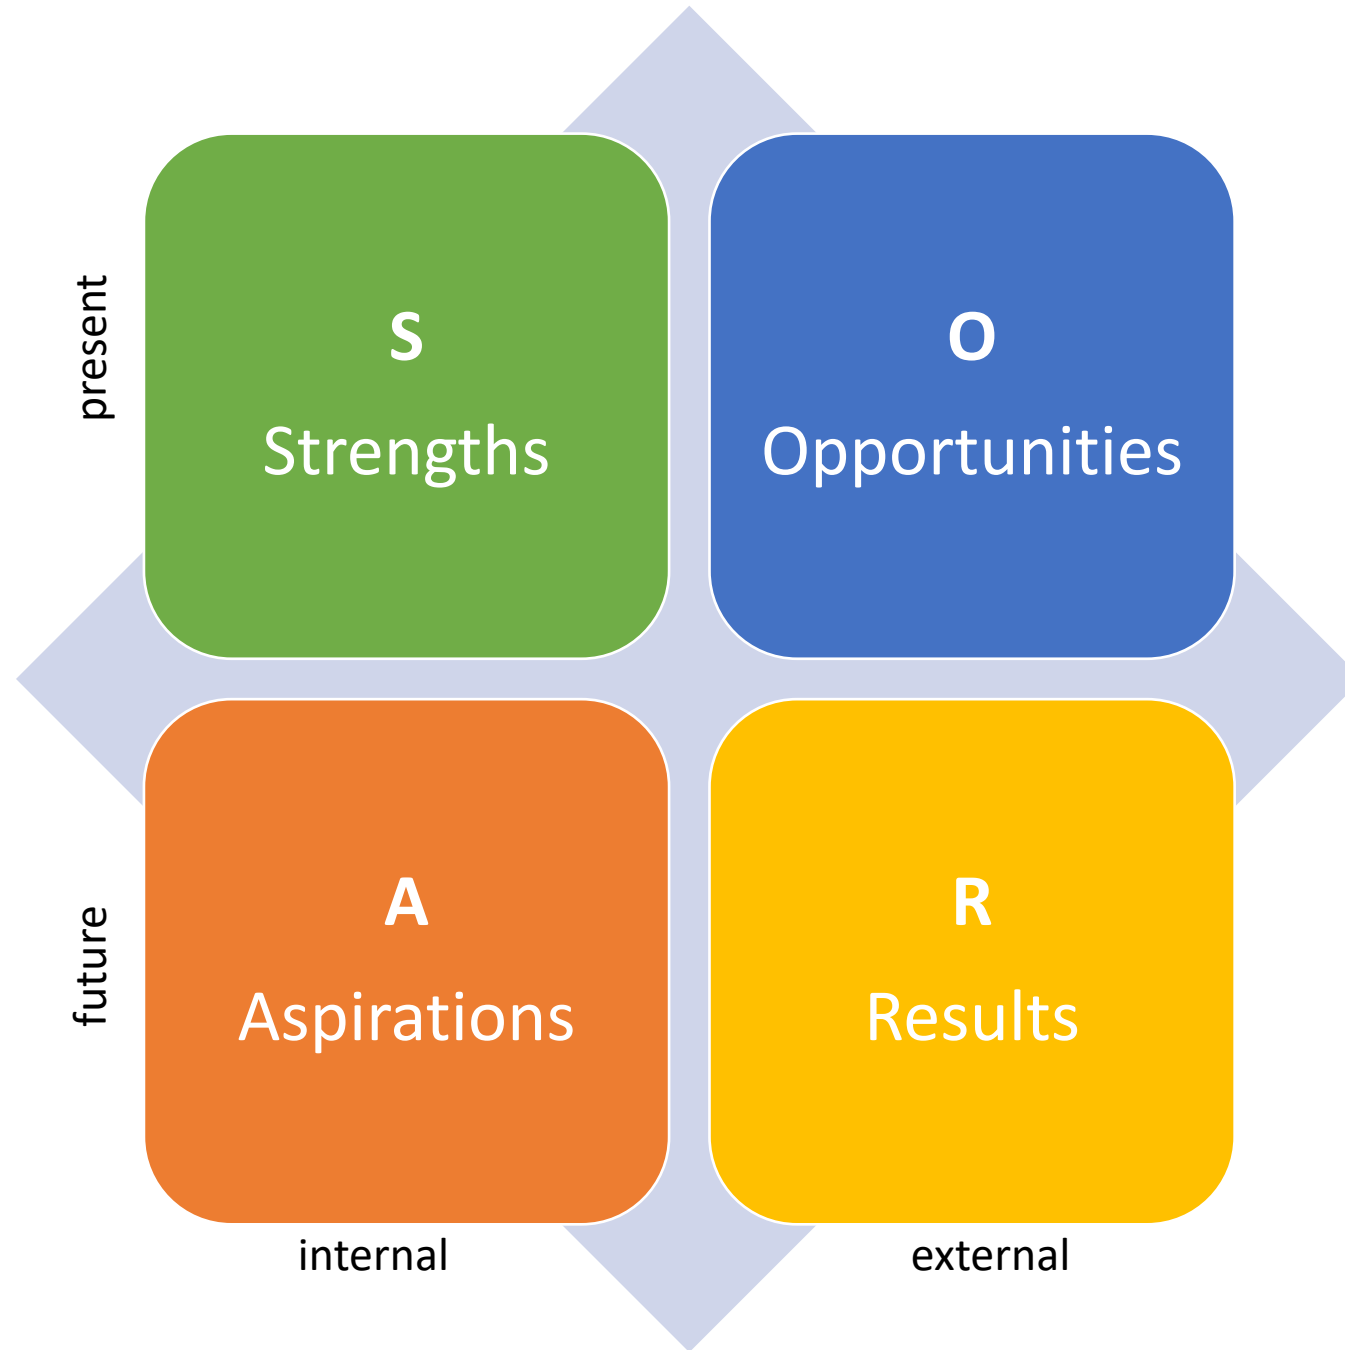 present
S
Strengths
O
Opportunities
future
A
Aspirations
R
Results
internal
external